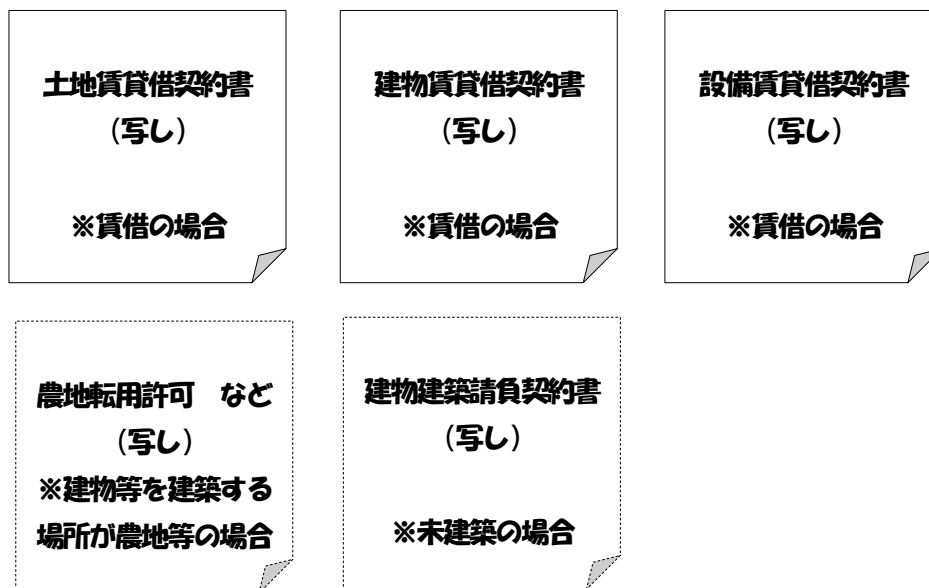 土地賃貸借契約書
(写し)
※賃借の場合
建物賃貸借契約書
(写し)
※賃借の場合
設備賃貸借契約書
(写し)
※賃借の場合
農地転用許可　など
(写し)
※建物等を建築する
場所が農地等の場合
建物建築請負契約書
(写し)
※未建築の場合